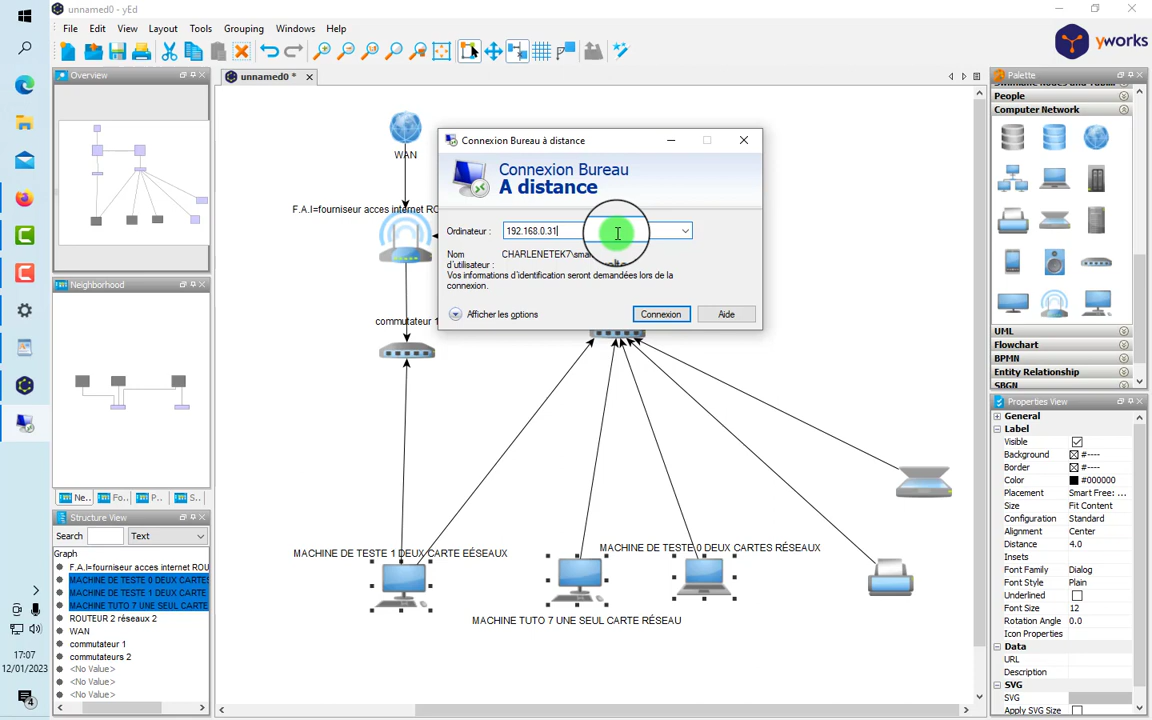 unnamed0 - yEd
File Edit View Layout Tools Grouping Windows Help
yworks
Overview
unnamed0 *
Palette
People
Computer Network
UML
Flowchart
BPMN
Entity Relationship
SBGN
WAN
F.A.I=fourniseur acces internet RO
commutateur 1
MACHINE DE TESTE 1 DEUX CARTE EÉSEAUX
MACHINE DE TESTE 0 DEUX CARTES RÉSEAUX
MACHINE TUTO 7 UNE SEUL CARTE RÉSEAU
Connexion Bureau à distance
Connexion Bureau
A distance
Ordinateur :
192.168.0.31
Nom
d'utilisateur :
CHARLENETEK7\sma
Vos informations d'identification seront demandées lors de la
connexion.
Afficher les options
Connexion
Aide
Neighborhood
Ne...
Fo...
P...
S...
Structure View
Search
Text
Graph
F.A.I=fourniseur acces internet ROU
MACHINE DE TESTE 0 DEUX CARTES
MACHINE DE TESTE 1 DEUX CARTE
MACHINE TUTO 7 UNE SEUL CARTE
ROUTEUR 2 réseaux 2
WAN
commutateur 1
commutateurs 2
<No Value>
<No Value>
<No Value>
Properties View
General
Label
Visible
Background #----
Border #----
Color #000000
Placement Smart Free: ...
Size Fit Content
Configuration Standard
Alignment Center
Distance 4.0
Insets
Font Family Dialog
Font Style Plain
Underlined
Font Size 12
Rotation Angle 0.0
Icon Properties
Data
URL
Description
SVG
SVG
Apply SVG Size
17:07
12/01/2023
4